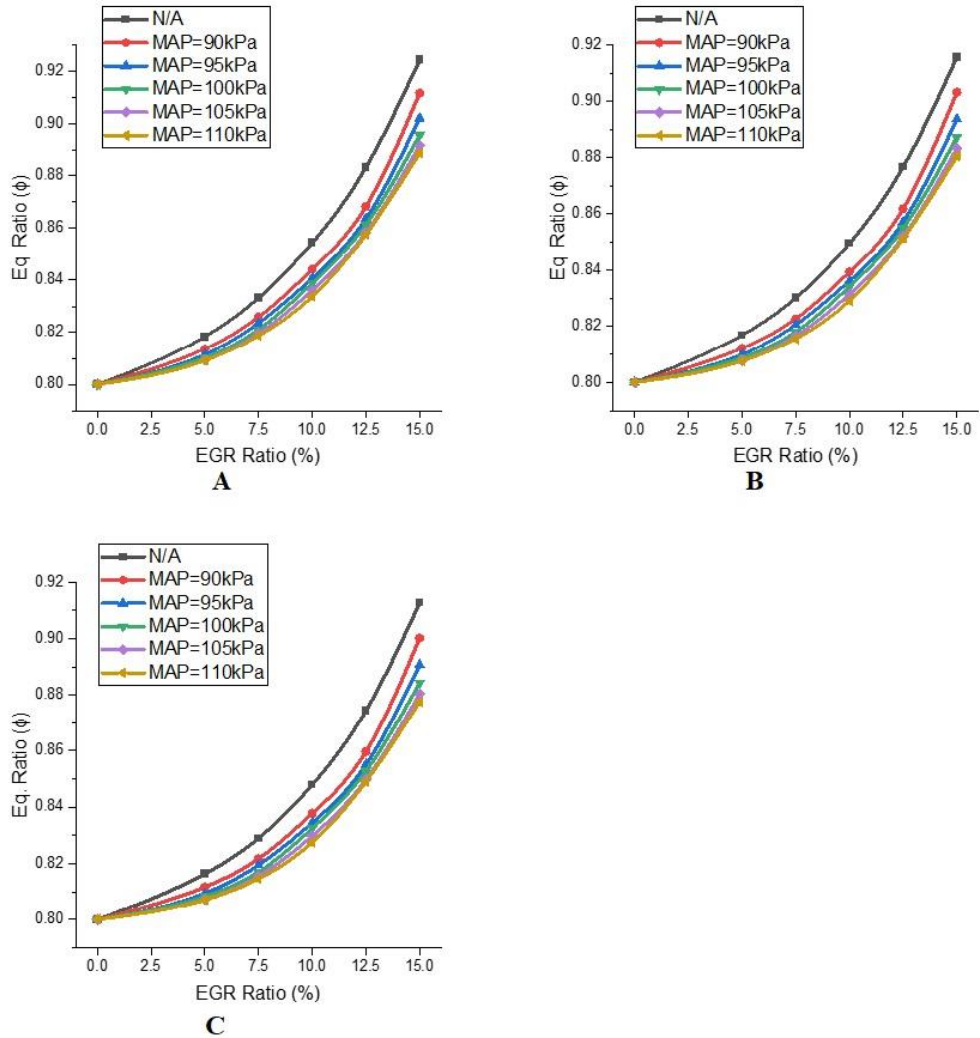 N/A
MAP=90kPa
MAP=95kPa
MAP=100kPa
MAP=105kPa
MAP=110kPa
0.92
0.90
0.88
0.86
0.84
0.82
0.80
Eq Ratio (ϕ)
0.0 2.5 5.0 7.5 10.0 12.5 15.0
EGR Ratio (%)
A
N/A
MAP=90kPa
MAP=95kPa
MAP=100kPa
MAP=105kPa
MAP=110kPa
0.92
0.90
0.88
0.86
0.84
0.82
0.80
Eq Ratio (ϕ)
0.0 2.5 5.0 7.5 10.0 12.5 15.0
EGR Ratio (%)
B
N/A
MAP=90kPa
MAP=95kPa
MAP=100kPa
MAP=105kPa
MAP=110kPa
0.92
0.90
0.88
0.86
0.84
0.82
0.80
Eq. Ratio (ϕ)
0.0 2.5 5.0 7.5 10.0 12.5 15.0
EGR Ratio (%)
C